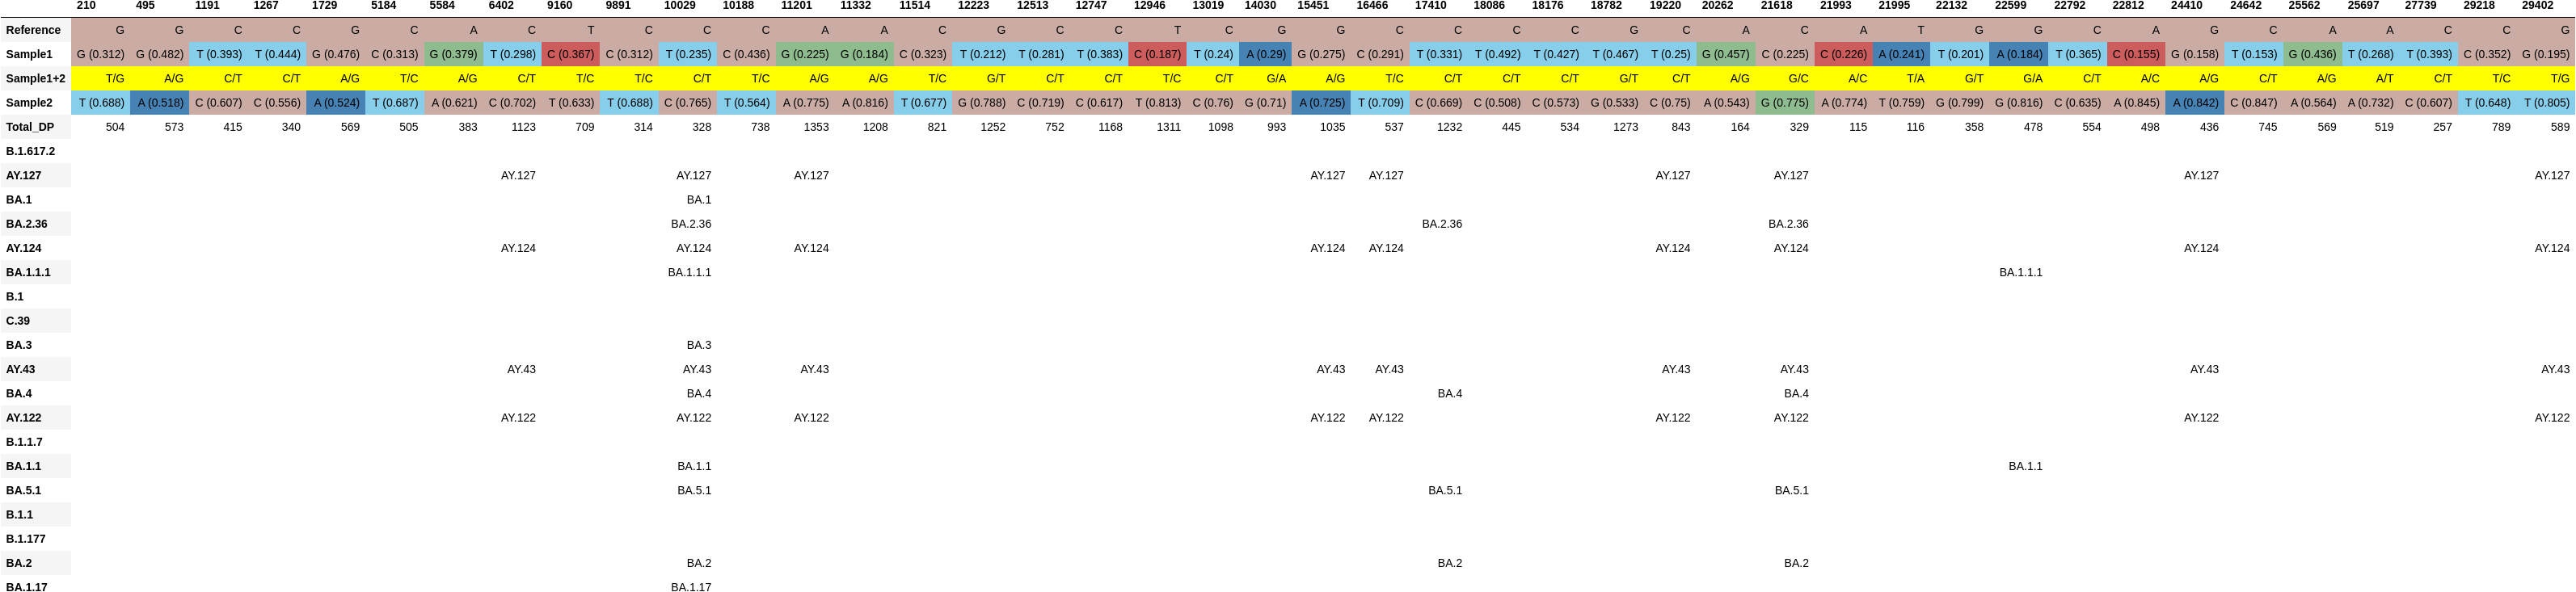 210 495 1191 1267 1729 5184 5584 6402 9160 9891 10029 10188 11201 11332 11514 12223 12513 12747 12946 13019 14030 15451 16466 17410 18086 18176 18782 19220 20262 21618 21993 21995 22132 22599 22792 22812 24410 24642 25562 25697 27739 29218 29402
Reference G G C C G C A C T C C C A A C G C C T C G G C C C C G C A C A T G G C A G C A A C C G
Sample1 G (0.312) G (0.482) T (0.393) T (0.444) G (0.476) C (0.313) G (0.379) T (0.298) C (0.367) C (0.312) T (0.235) C (0.436) G (0.225) G (0.184) C (0.323) T (0.212) T (0.281) T (0.383) C (0.187) T (0.24) A (0.29) G (0.275) C (0.291) T (0.331) T (0.492) T (0.427) T (0.467) T (0.25) G (0.457) C (0.225) C (0.226) A (0.241) T (0.201) A (0.184) T (0.365) C (0.155) G (0.158) T (0.153) G (0.436) T (0.268) T (0.393) C (0.352) G (0.195)
Sample1+2 T/G A/G C/T C/T A/G T/C A/G C/T T/C T/C C/T T/C A/G A/G T/C G/T C/T C/T T/C C/T G/A A/G T/C C/T C/T C/T G/T C/T A/G G/C A/C T/A G/T G/A C/T A/C A/G C/T A/G A/T C/T T/C T/G
Sample2 T (0.688) A (0.518) C (0.607) C (0.556) A (0.524) T (0.687) A (0.621) C (0.702) T (0.633) T (0.688) C (0.765) T (0.564) A (0.775) A (0.816) T (0.677) G (0.788) C (0.719) C (0.617) T (0.813) C (0.76) G (0.71) A (0.725) T (0.709) C (0.669) C (0.508) C (0.573) G (0.533) C (0.75) A (0.543) G (0.775) A (0.774) T (0.759) G (0.799) G (0.816) C (0.635) A (0.845) A (0.842) C (0.847) A (0.564) A (0.732) C (0.607) T (0.648) T (0.805)
Total_DP 504 573 415 340 569 505 383 1123 709 314 328 738 1353 1208 821 1252 752 1168 1311 1098 993 1035 537 1232 445 534 1273 843 164 329 115 116 358 478 554 498 436 745 569 519 257 789 589
B.1.617.2
AY.127 AY.127 AY.127 AY.127 AY.127 AY.127 AY.127 AY.127 AY.127 AY.127
BA.1 BA.1
BA.2.36 BA.2.36 BA.2.36 BA.2.36
AY.124 AY.124 AY.124 AY.124 AY.124 AY.124 AY.124 AY.124 AY.124 AY.124
BA.1.1.1 BA.1.1.1 BA.1.1.1
B.1
C.39
BA.3 BA.3
AY.43 AY.43 AY.43 AY.43 AY.43 AY.43 AY.43 AY.43 AY.43 AY.43
BA.4 BA.4 BA.4 BA.4
AY.122 AY.122 AY.122 AY.122 AY.122 AY.122 AY.122 AY.122 AY.122 AY.122
B.1.1.7
BA.1.1 BA.1.1 BA.1.1
BA.5.1 BA.5.1 BA.5.1 BA.5.1
B.1.1
B.1.177
BA.2 BA.2 BA.2 BA.2
BA.1.17 BA.1.17